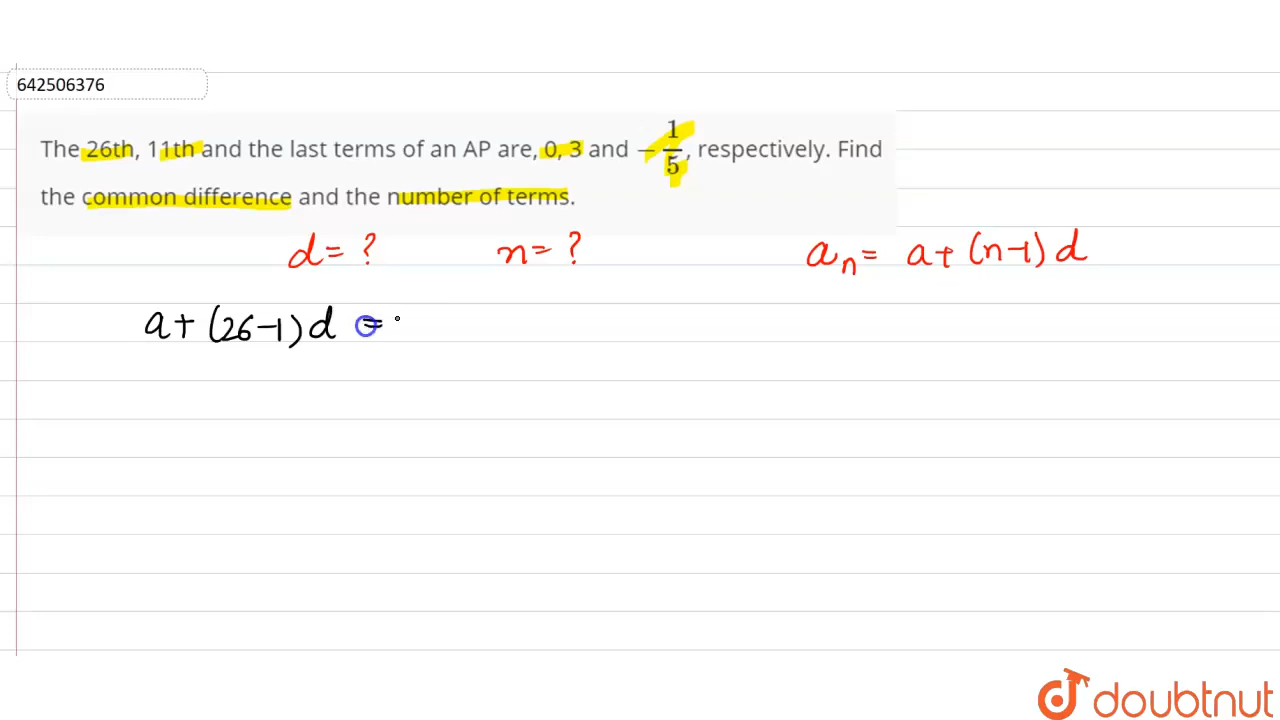 642506376
The 26th, 11th and the last terms of an AP are, 0, 3 and −1/5, respectively. Find
the common difference and the number of terms.
d = ? n = ? aₙ = a + (n−1) d
a + (26−1) d =
doubtnut